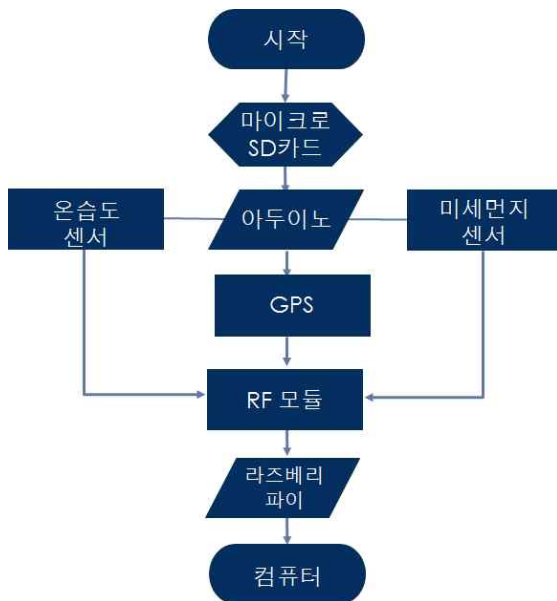 시작
마이크로
SD카드
온습도
센서
아두이노
미세먼지
센서
GPS
RF 모듈
라즈베리
파이
컴퓨터